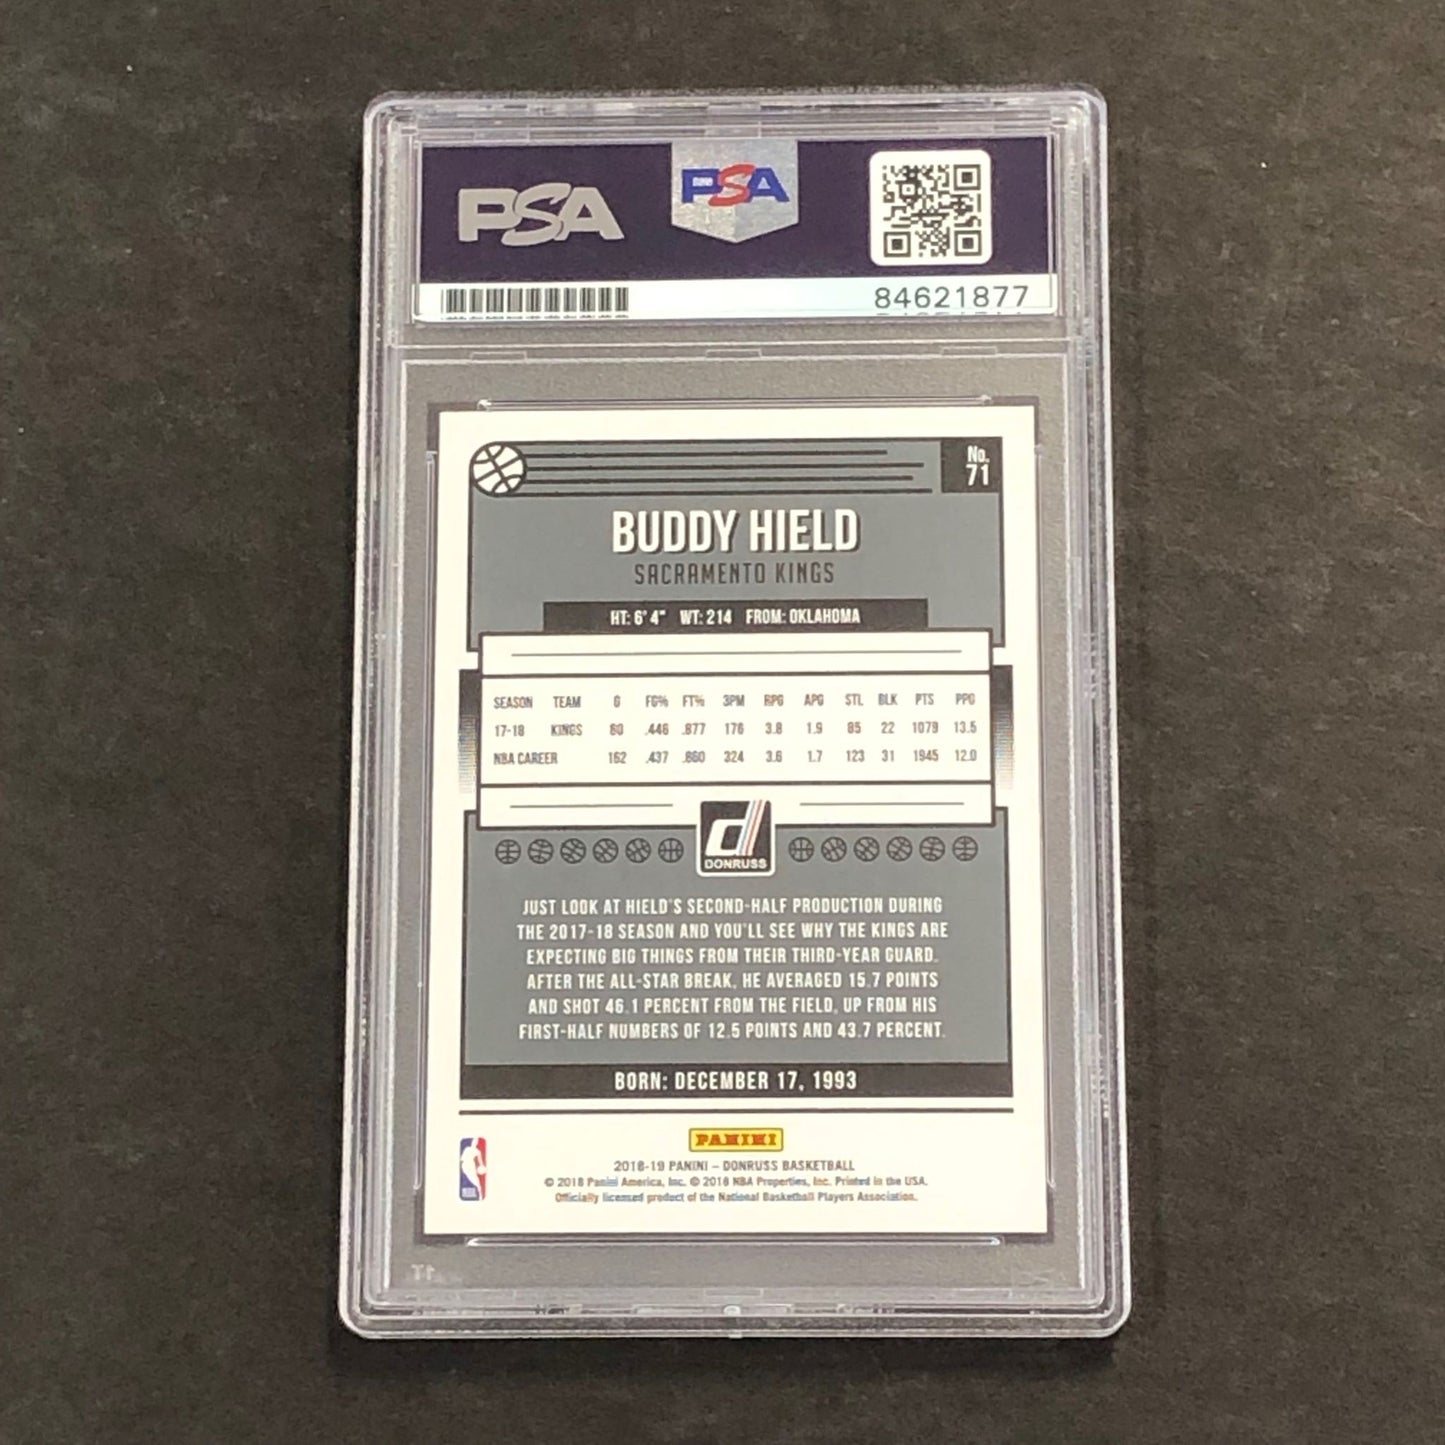 PSA
PSA
84621877
No.
71
BUDDY HIELD
SACRAMENTO KINGS
HT: 6' 4" WT: 214 FROM: OKLAHOMA
SEASON TEAM G FG% FT% 3PM RPG APG STL BLK PTS PPG
17-18 KINGS 80 .446 .877 176 3.8 1.9 85 22 1079 13.5
NBA CAREER 162 .437 .860 324 3.6 1.7 123 31 1945 12.0
DONRUSS
JUST LOOK AT HIELD'S SECOND-HALF PRODUCTION DURING
THE 2017-18 SEASON AND YOU'LL SEE WHY THE KINGS ARE
EXPECTING BIG THINGS FROM THEIR THIRD-YEAR GUARD.
AFTER THE ALL-STAR BREAK, HE AVERAGED 15.7 POINTS
AND SHOT 46.1 PERCENT FROM THE FIELD, UP FROM HIS
FIRST-HALF NUMBERS OF 12.5 POINTS AND 43.7 PERCENT.
BORN: DECEMBER 17, 1993
PANINI
2018-19 PANINI – DONRUSS BASKETBALL
© 2018 Panini America, Inc. © 2018 NBA Properties, Inc. Printed in the USA.
Officially licensed product of the National Basketball Players Association.
NBA